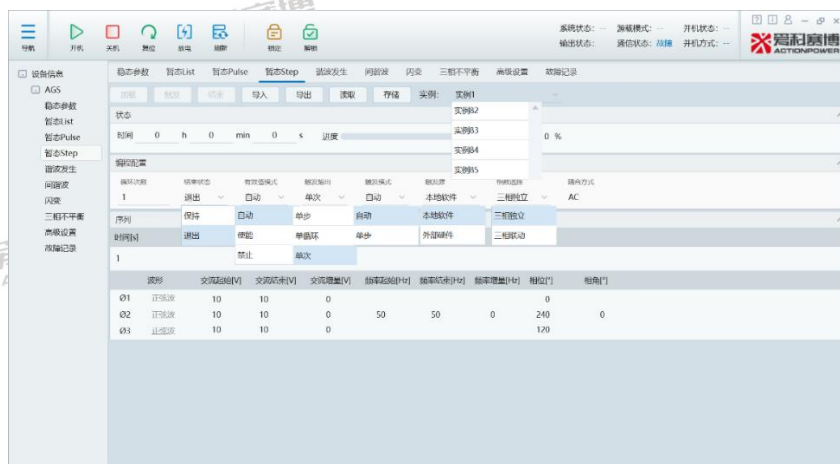 系统状态: -- 源载模式: -- 并机状态: --
输出状态: 通信状态: 故障 并机方式: --
爱科赛博
ACTIONPOWER
导航 开机 关机 复位 放电 刷新 锁定 解锁
设备信息
AGS
稳态参数
暂态List
暂态Pulse
暂态Step
谐波发生
间谐波
闪变
三相不平衡
高级设置
故障记录
稳态参数 暂态List 暂态Pulse 暂态Step 谐波发生 间谐波 闪变 三相不平衡 高级设置 故障记录
加载 触发 结束 导入 导出 读取 存储 实例: 实例1
实例B2
实例B3
实例B4
实例B5
状态
时间 0 h 0 min 0 s 进度 0 %
编程配置
循环次数 结束状态 有效值模式 触发输出 触发模式 触发源 相数选择 耦合方式
1 退出 自动 单次 自动 本地软件 三相独立 AC
保持 自动 单步 自动 本地软件 三相独立
退出 使能 单循环 单步 外部硬件 三相联动
禁止 单次
序列
时间[s]
1
波形 交流起始[V] 交流结束[V] 交流增量[V] 频率起始[Hz] 频率结束[Hz] 频率增量[Hz] 相位[°] 相角[°]
Ø1 正弦波 10 10 0 0
Ø2 正弦波 10 10 0 50 50 0 240 0
Ø3 正弦波 10 10 0 120